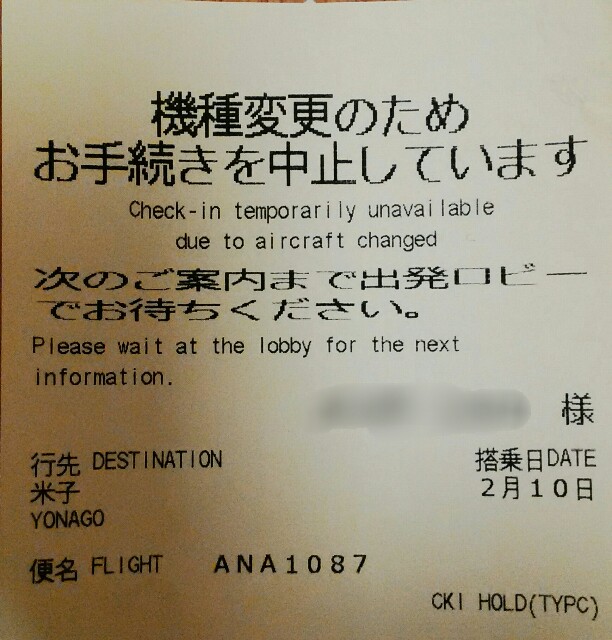 機種変更のため
お手続きを中止しています
Check-in temporarily unavailable
due to aircraft changed
次のご案内まで出発ロビー
でお待ちください。
Please wait at the lobby for the next
information.
様
行先 DESTINATION
米子
YONAGO
搭乗日DATE
2月10日
便名 FLIGHT ANA1087
CKI HOLD(TYPC)